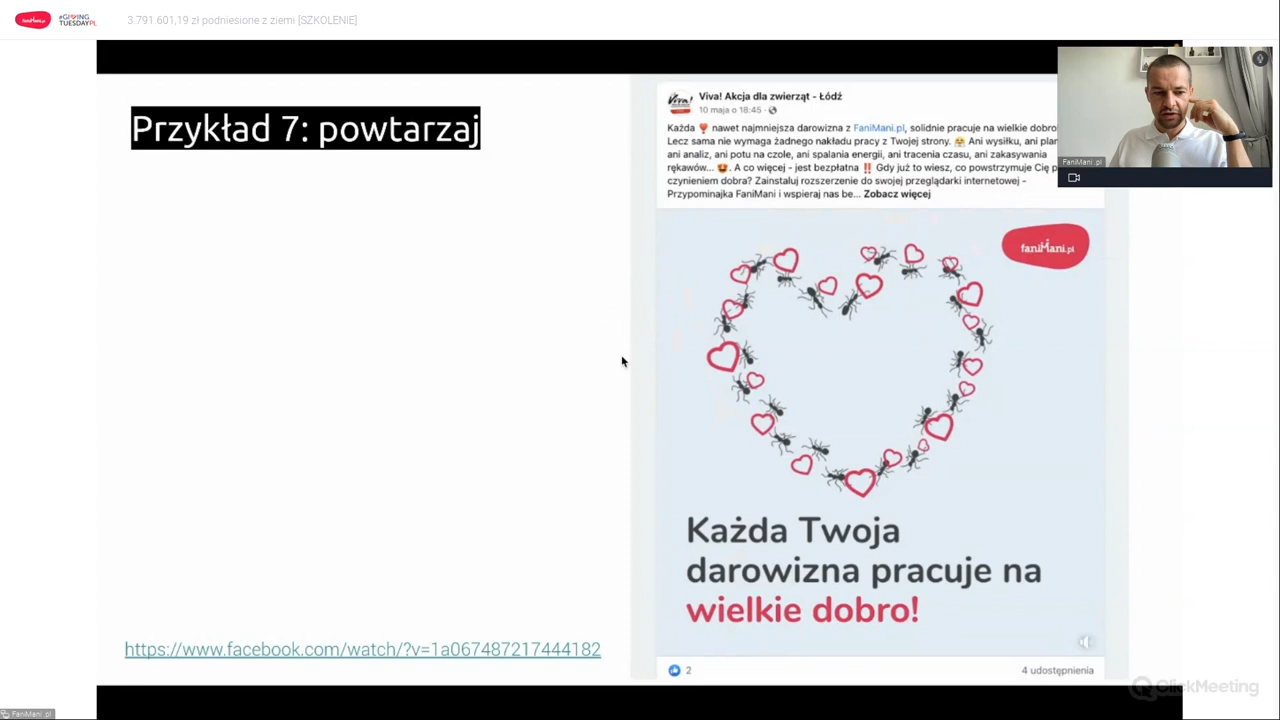 faniMani.pl
#GIVING
TUESDAYPL
3.791.601,19 zł podniesione z ziemi [SZKOLENIE]
Przykład 7: powtarzaj
Viva! Akcja dla zwierząt - Łódź
10 maja o 18:45
Każda nawet najmniejsza darowizna z FaniMani.pl, solidnie pracuje na wielkie dobro
Lecz sama nie wymaga żadnego nakładu pracy z Twojej strony. Ani wysiłku, ani
ani analiz, ani potu na czole, ani spalania energii, ani tracenia czasu, ani zakasywania
rękawów... A co więcej - jest bezpłatna Gdy już to wiesz, co powstrzymuje Cię
czynieniem dobra? Zainstaluj rozszerzenie do swojej przeglądarki internetowej -
Przypominajka FaniMani i wspieraj nas be... Zobacz więcej
FaniMani .pl
faniMani.pl
Każda Twoja
darowizna pracuje na
wielkie dobro!
https://www.facebook.com/watch/?v=1a067487217444182
2
4 udostępnienia
ClickMeeting
FaniMani .pl